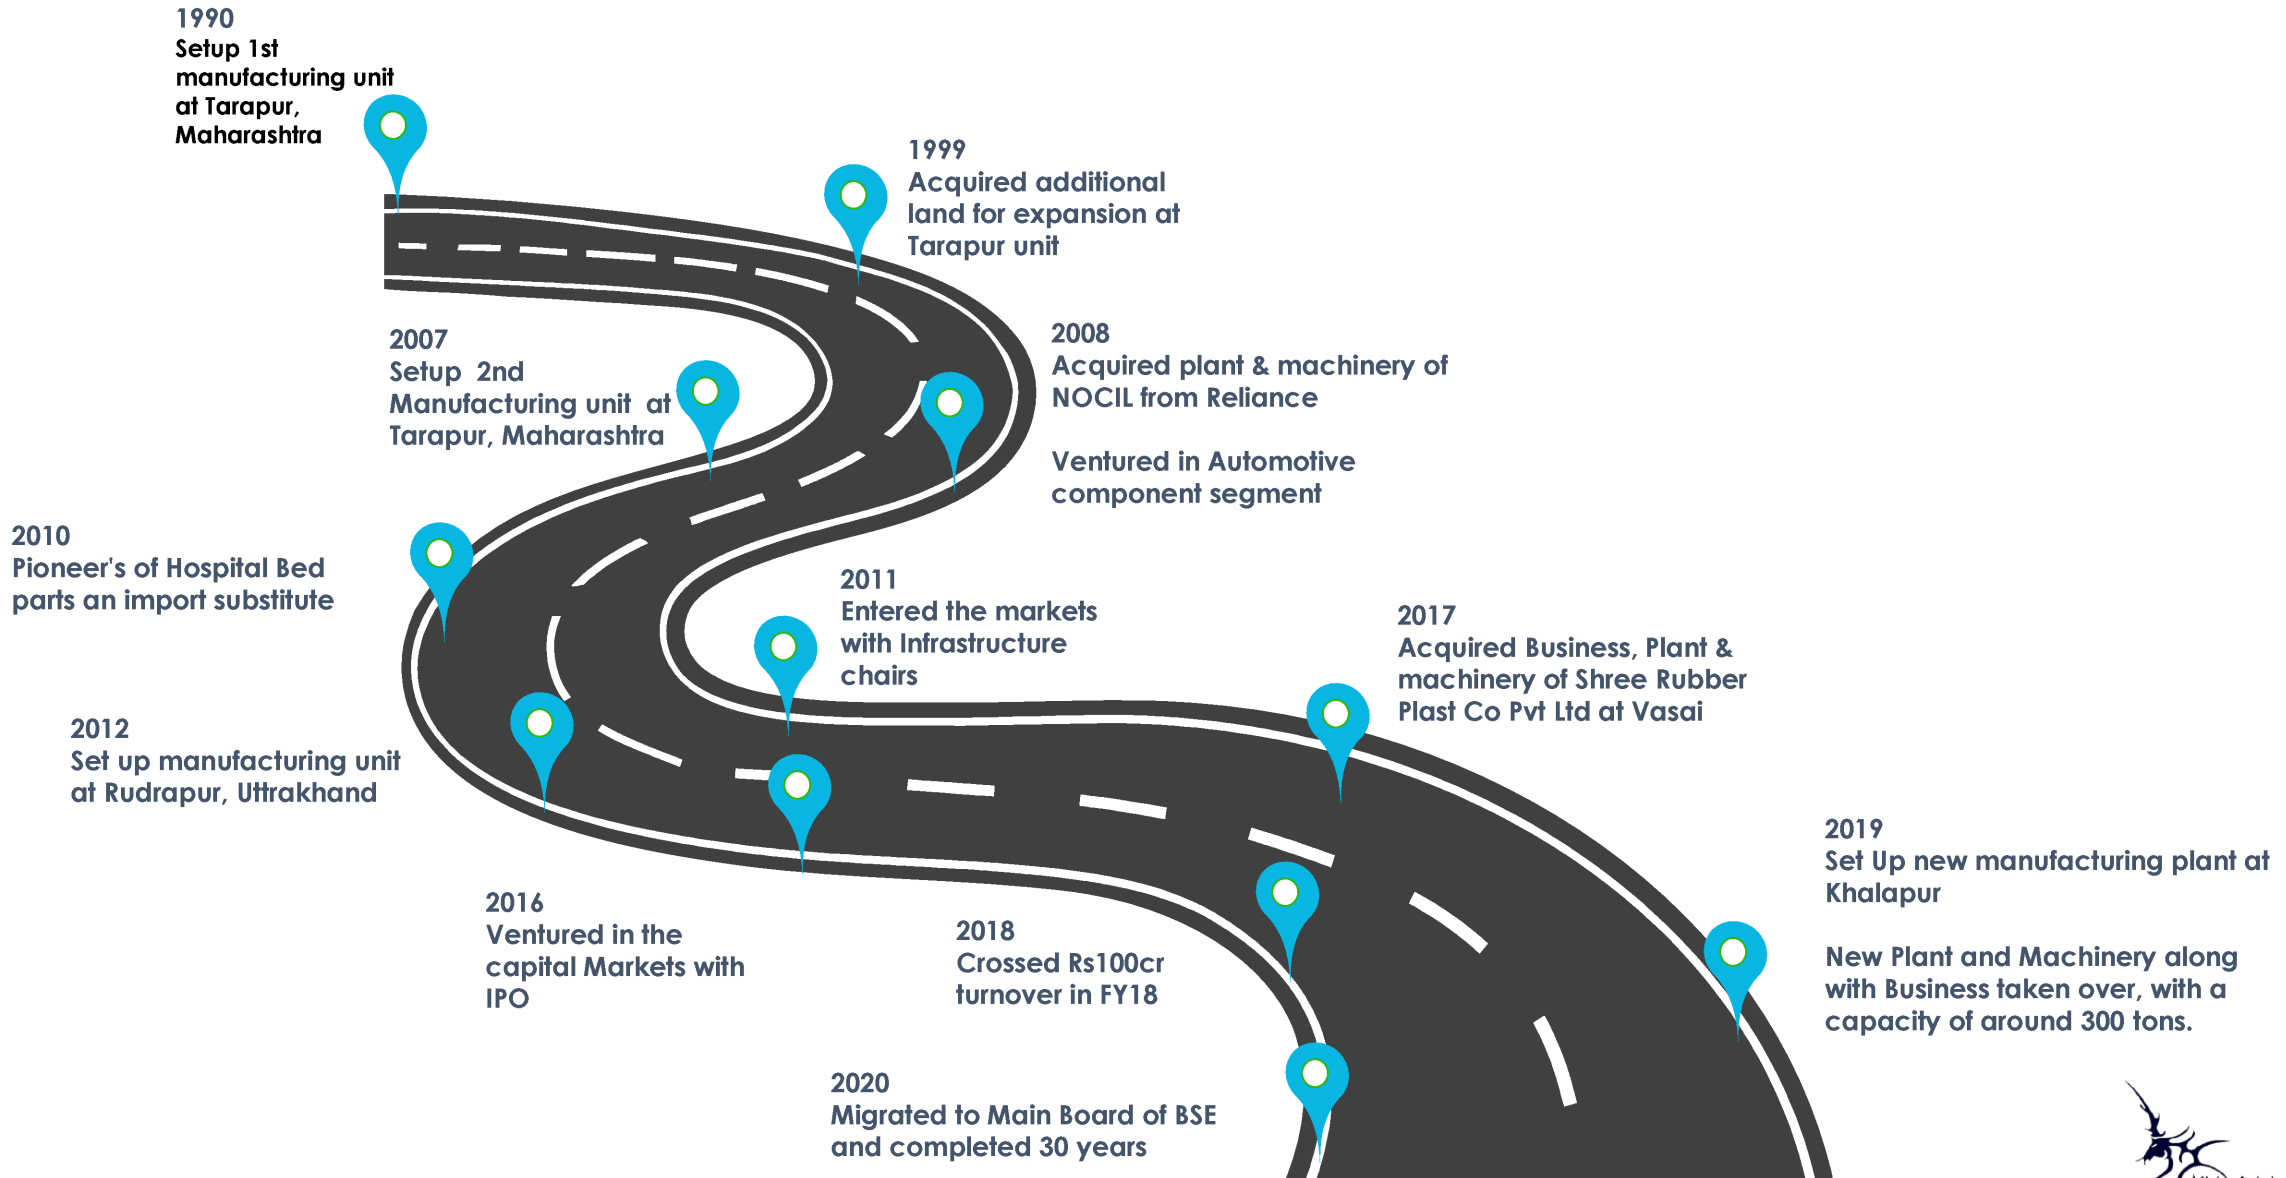 1990
Setup 1st
manufacturing unit
at Tarapur,
Maharashtra
1999
Acquired additional
land for expansion at
Tarapur unit
2007
Setup 2nd
Manufacturing unit at
Tarapur, Maharashtra
2008
Acquired plant & machinery of
NOCIL from Reliance
Ventured in Automotive
component segment
2010
Pioneer's of Hospital Bed
parts an import substitute
2011
Entered the markets
with Infrastructure
chairs
2012
Set up manufacturing unit
at Rudrapur, Uttrakhand
2016
Ventured in the
capital Markets with
IPO
2017
Acquired Business, Plant &
machinery of Shree Rubber
Plast Co Pvt Ltd at Vasai
2018
Crossed Rs100cr
turnover in FY18
2019
Set Up new manufacturing plant at
Khalapur
New Plant and Machinery along
with Business taken over, with a
capacity of around 300 tons.
2020
Migrated to Main Board of BSE
and completed 30 years